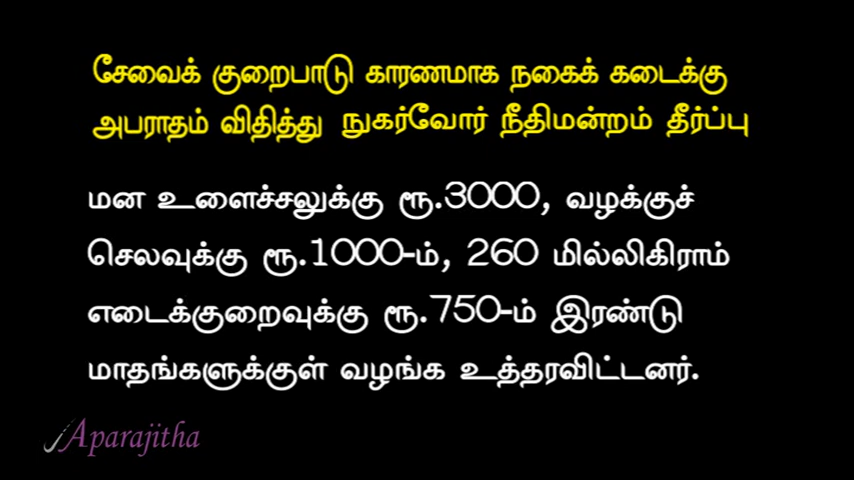 சேவைக் குறைபாடு காரணமாக நகைக் கடைக்கு
அபராதம் விதித்து நுகர்வோர் நீதிமன்றம் தீர்ப்பு
மன உளைச்சலுக்கு ரூ.3000, வழக்குச்
செலவுக்கு ரூ.1000-ம், 260 மில்லிகிராம்
எடைக்குறைவுக்கு ரூ.750-ம் இரண்டு
மாதங்களுக்குள் வழங்க உத்தரவிட்டனர்.
Aparajitha